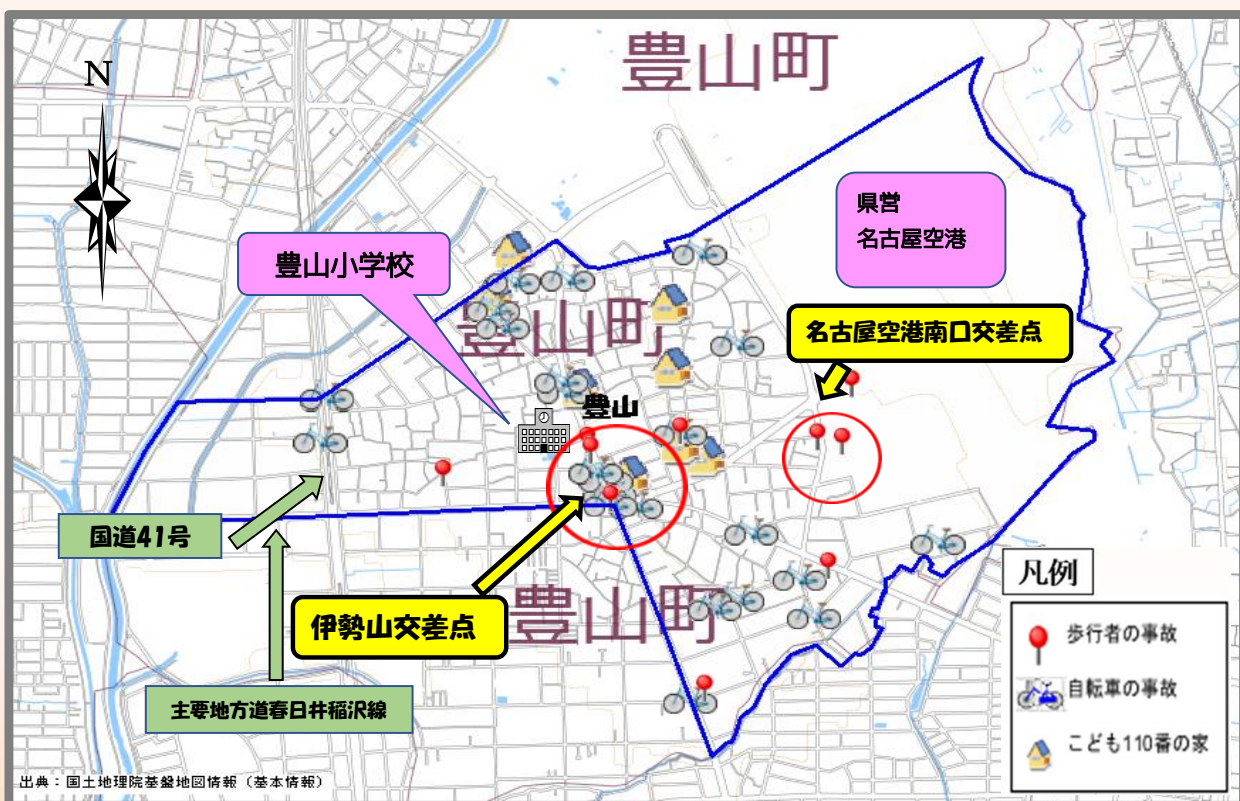 豊山町
N
県営
名古屋空港
豊山小学校
豊山町
名古屋空港南口交差点
豊山
国道41号
伊勢山交差点
豊山町
主要地方道春日井稲沢線
凡例
歩行者の事故
自転車の事故
こども110番の家
出典：国土地理院基盤地図情報（基本情報）